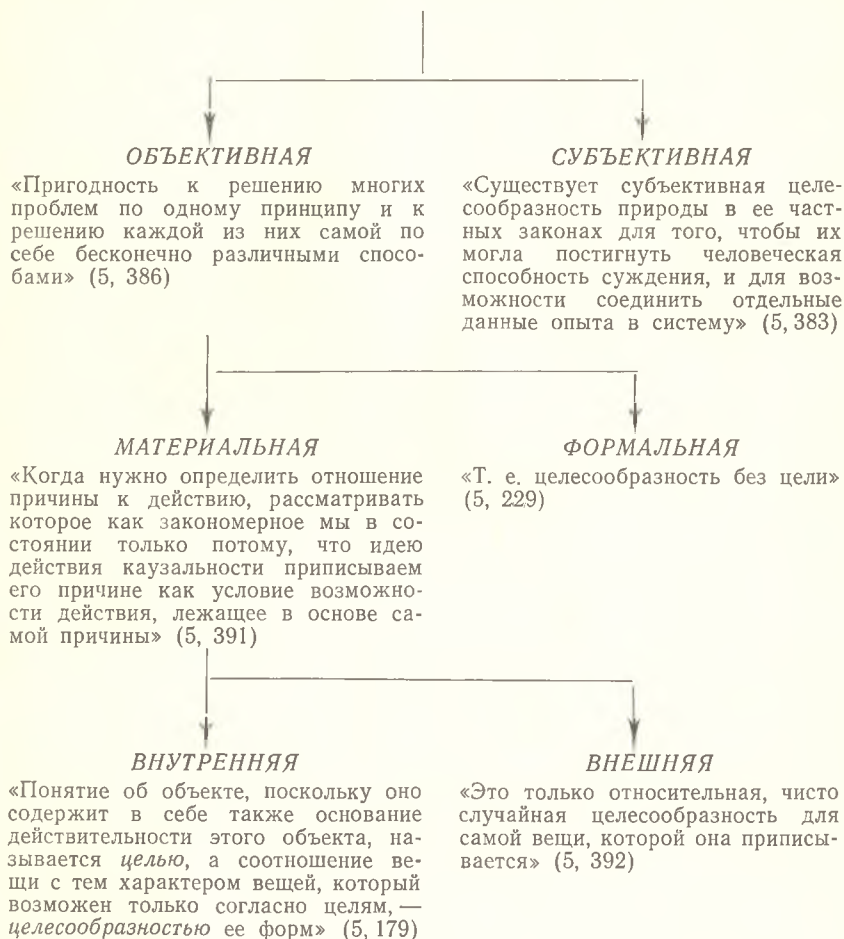 ОБЪЕКТИВНАЯ
«Пригодность к решению многих
проблем по одному принципу и к
решению каждой из них самой по
себе бесконечно различными спосо-
бами» (5, 386)
СУБЪЕКТИВНАЯ
«Существует субъективная целе-
сообразность природы в ее част-
ных законах для того, чтобы их
могла постигнуть человеческая
способность суждения, и для воз-
можности соединить отдельные
данные опыта в систему» (5, 383)
МАТЕРИАЛЬНАЯ
«Когда нужно определить отношение
причины к действию, рассматривать
которое как закономерное мы в со-
стоянии только потому, что идею
действия каузальности приписываем
его причине как условие возможно-
сти действия, лежащее в основе са-
мой причины» (5, 391)
ФОРМАЛЬНАЯ
«Т. е. целесообразность без цели»
(5, 229)
ВНУТРЕННЯЯ
«Понятие об объекте, поскольку оно
содержит в себе также основание
действительности этого объекта, на-
зывается целью, а соотношение ве-
щи с тем характером вещей, который
возможен только согласно целям, —
целесообразностью ее форм» (5, 179)
ВНЕШНЯЯ
«Это только относительная, чисто
случайная целесообразность для
самой вещи, которой она приписы-
вается» (5, 392)